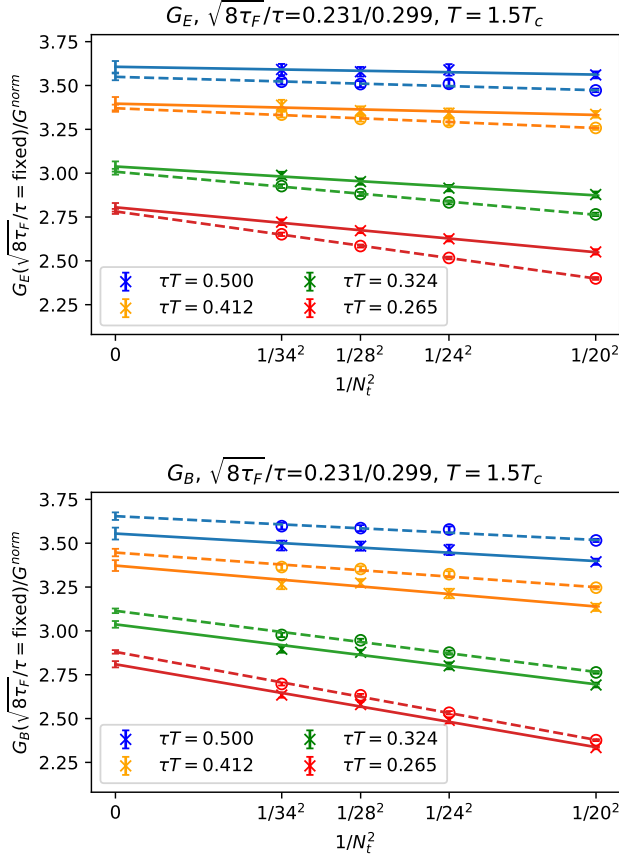 G_E, √8τ_F/τ=0.231/0.299, T = 1.5T_c
3.75
3.50
3.25
3.00
2.75
2.50
2.25
G_E(√8τ_F/τ = fixed)/G^norm
τT = 0.500
τT = 0.324
τT = 0.412
τT = 0.265
0
1/34²
1/28²
1/24²
1/20²
1/N_t²
G_B, √8τ_F/τ=0.231/0.299, T = 1.5T_c
3.75
3.50
3.25
3.00
2.75
2.50
2.25
G_B(√8τ_F/τ = fixed)/G^norm
τT = 0.500
τT = 0.324
τT = 0.412
τT = 0.265
0
1/34²
1/28²
1/24²
1/20²
1/N_t²